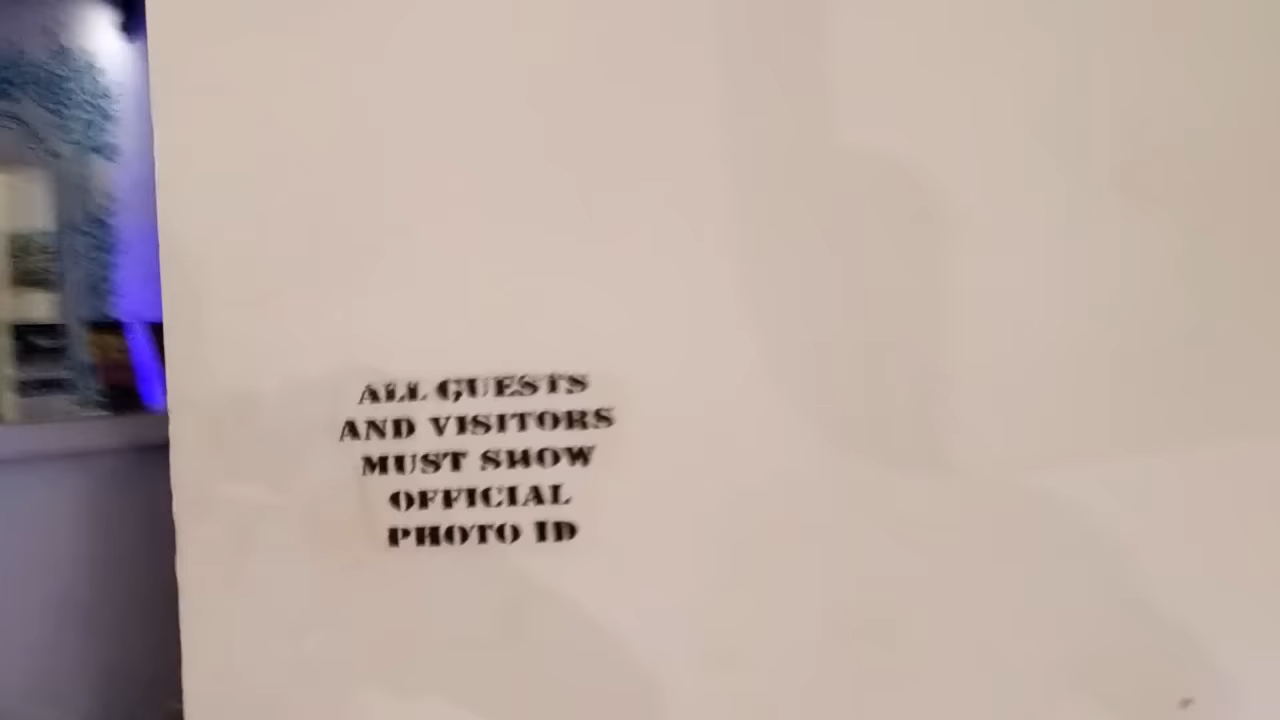 ALL GUESTS
AND VISITORS
MUST SHOW
OFFICIAL
PHOTO ID